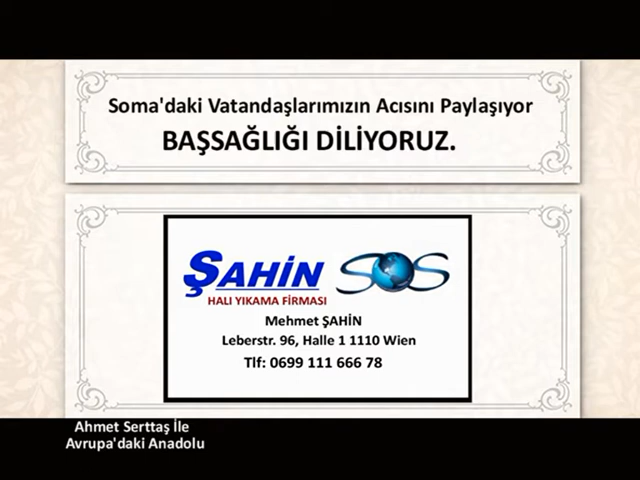 Soma'daki Vatandaşlarımızın Acısını Paylaşıyor
BAŞSAĞLIĞI DİLİYORUZ.
ŞAHİN SOS
HALI YIKAMA FİRMASI
Mehmet ŞAHİN
Leberstr. 96, Halle 1 1110 Wien
Tlf: 0699 111 666 78
Ahmet Serttaş İle
Avrupa'daki Anadolu